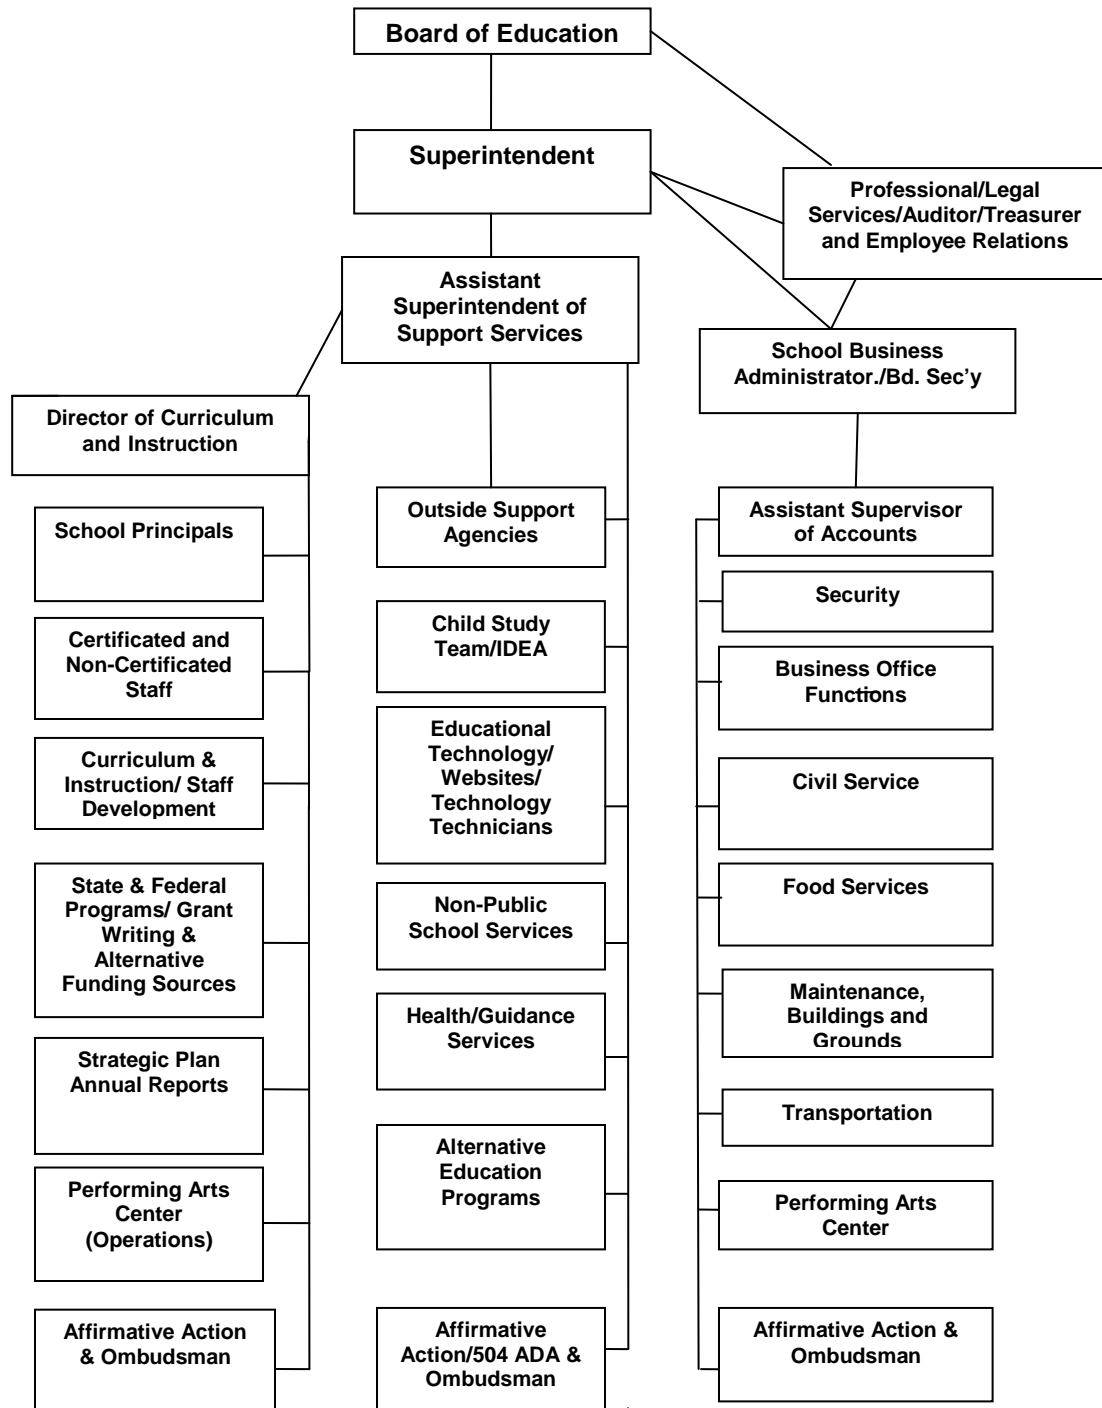 Board of Education
Superintendent
Professional/Legal
Services/Auditor/Treasurer
and Employee Relations
Assistant
Superintendent of
Support Services
School Business
Administrator./Bd. Sec'y
Director of Curriculum
and Instruction
School Principals
Certificated and
Non-Certificated
Staff
Curriculum &
Instruction/ Staff
Development
State & Federal
Programs/ Grant
Writing &
Alternative
Funding Sources
Strategic Plan
Annual Reports
Performing Arts
Center
(Operations)
Affirmative Action
& Ombudsman
Outside Support
Agencies
Child Study
Team/IDEA
Educational
Technology/
Websites/
Technology
Technicians
Non-Public
School Services
Health/Guidance
Services
Alternative
Education
Programs
Affirmative
Action/504 ADA &
Ombudsman
Assistant Supervisor
of Accounts
Security
Business Office
Functions
Civil Service
Food Services
Maintenance,
Buildings and
Grounds
Transportation
Performing Arts
Center
Affirmative Action &
Ombudsman